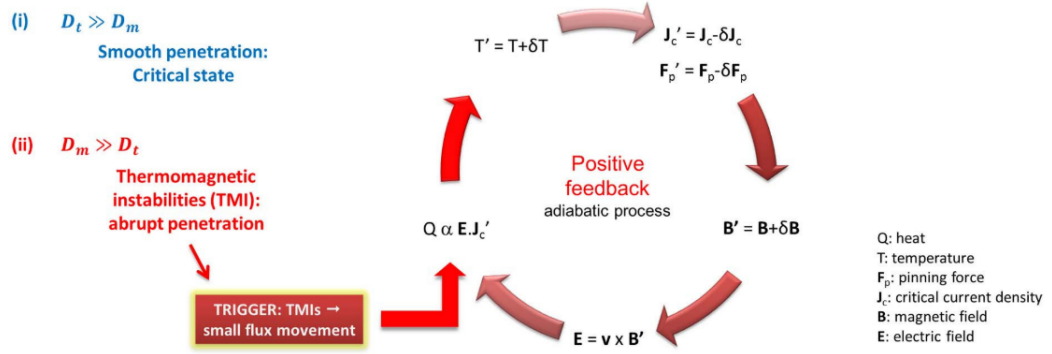 (i) D_t ≫ D_m
Smooth penetration:
Critical state
(ii) D_m ≫ D_t
Thermomagnetic
instabilities (TMI):
abrupt penetration
TRIGGER: TMIs →
small flux movement
T' = T+δT
J_c' = J_c-δJ_c
F_p' = F_p-δF_p
Positive
feedback
adiabatic process
Q α E.J_c'
B' = B+δB
E = v x B'
Q: heat
T: temperature
F_p: pinning force
J_c: critical current density
B: magnetic field
E: electric field